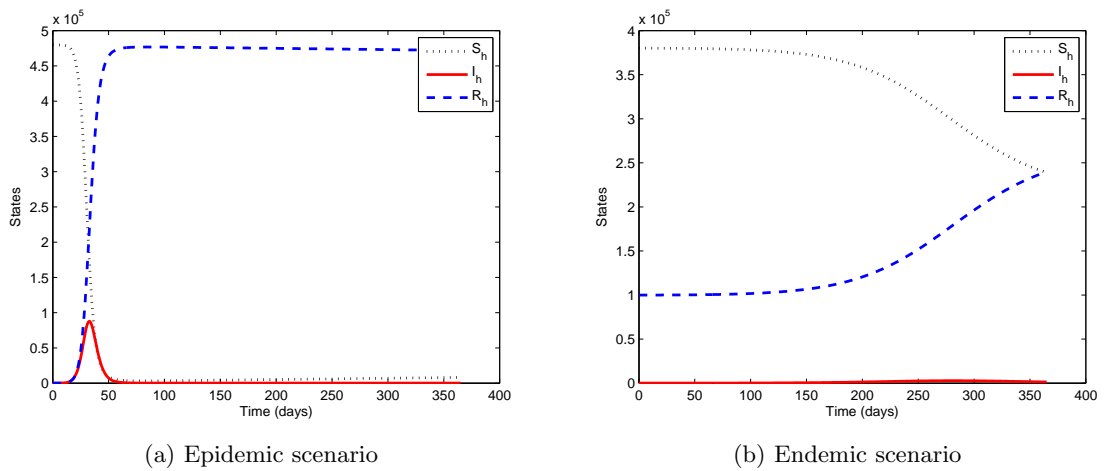 x 10^5
5
4.5
4
3.5
3
2.5
2
1.5
1
0.5
0
States
0 50 100 150 200 250 300 350 400
Time (days)
S_h
I_h
R_h
(a) Epidemic scenario
x 10^5
4
3.5
3
2.5
2
1.5
1
0.5
0
States
0 50 100 150 200 250 300 350 400
Time (days)
S_h
I_h
R_h
(b) Endemic scenario